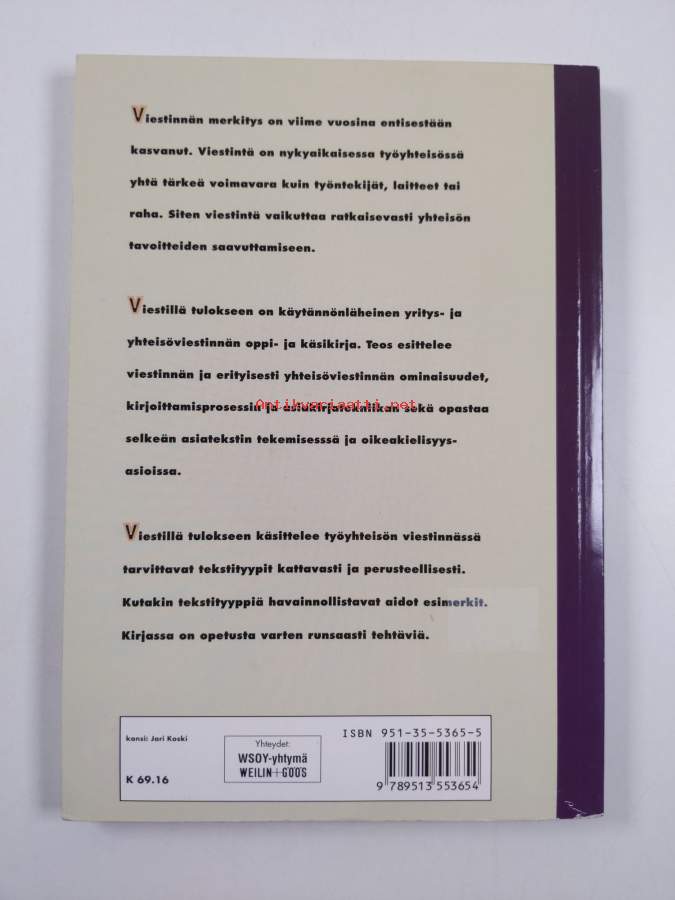 Viestinnän merkitys on viime vuosina entisestään
kasvanut. Viestintä on nykyaikaisessa työyhteisössä
yhtä tärkeä voimavara kuin työntekijät, laitteet tai
raha. Siten viestintä vaikuttaa ratkaisevasti yhteisön
tavoitteiden saavuttamiseen.
Viestillä tulokseen on käytännönläheinen yritys- ja
yhteisöviestinnän oppi- ja käsikirja. Teos esittelee
viestinnän ja erityisesti yhteisöviestinnän ominaisuudet,
kirjoittamisprosessin ja asiakirjatekniikan sekä opastaa
Antikvariaatti.net
selkeän asiatekstin tekemisesssä ja oikeakielisyys-
asioissa.
Viestillä tulokseen käsittelee työyhteisön viestinnässä
tarvittavat tekstityypit kattavasti ja perusteellisesti.
Kutakin tekstityyppiä havainnollistavat aidot esimerkit.
Kirjassa on opetusta varten runsaasti tehtäviä.
kansi: Jari Koski
K 69.16
Yhteydet:
WSOY-yhtymä
WEILIN+GÖÖS
ISBN 951-35-5365-5
9 789513 553654